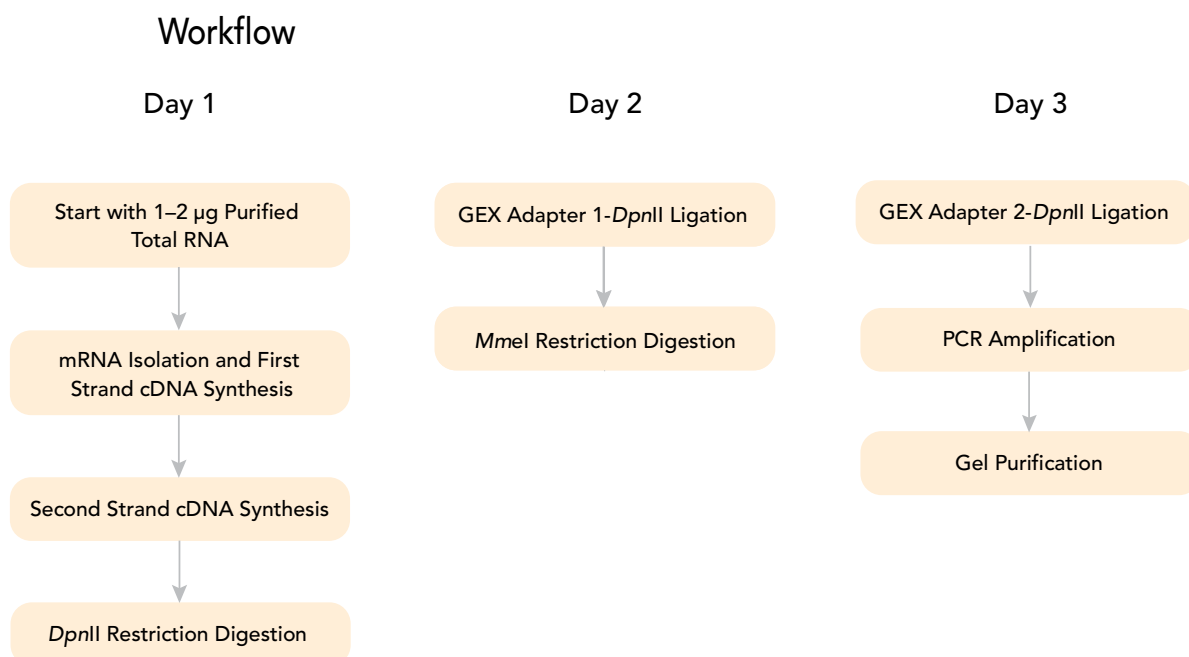 Workflow
Day 1
Start with 1–2 µg Purified
Total RNA
mRNA Isolation and First
Strand cDNA Synthesis
Second Strand cDNA Synthesis
DpnII Restriction Digestion
Day 2
GEX Adapter 1-DpnII Ligation
MmeI Restriction Digestion
Day 3
GEX Adapter 2-DpnII Ligation
PCR Amplification
Gel Purification